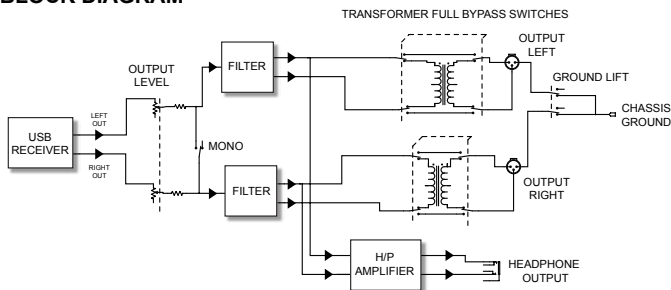 BLOCK DIAGRAM
TRANSFORMER FULL BYPASS SWITCHES
OUTPUT
LEFT
OUTPUT
LEVEL
FILTER
GROUND LIFT
CHASSIS
GROUND
LEFT
OUT
USB
RECEIVER
MONO
RIGHT
OUT
FILTER
OUTPUT
RIGHT
H/P
AMPLIFIER
HEADPHONE
OUTPUT